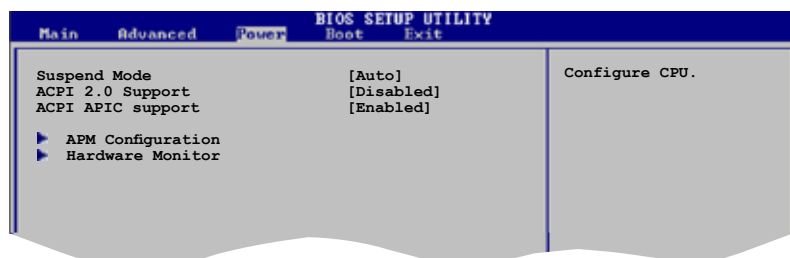 BIOS SETUP UTILITY
Main Advanced Power Boot Exit
Suspend Mode [Auto]
ACPI 2.0 Support [Disabled]
ACPI APIC support [Enabled]
APM Configuration
Hardware Monitor
Configure CPU.